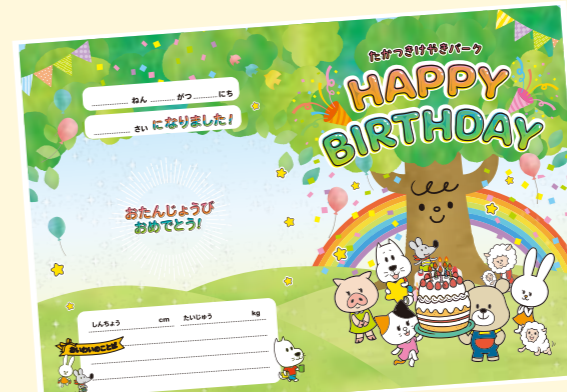 ねん がつ にち
さい になりました!
おたんじょうび
おめでとう!
しんちょう cm たいじゅう kg
おいわいのことば
たかつきけやきパーク
HAPPY
BIRTHDAY